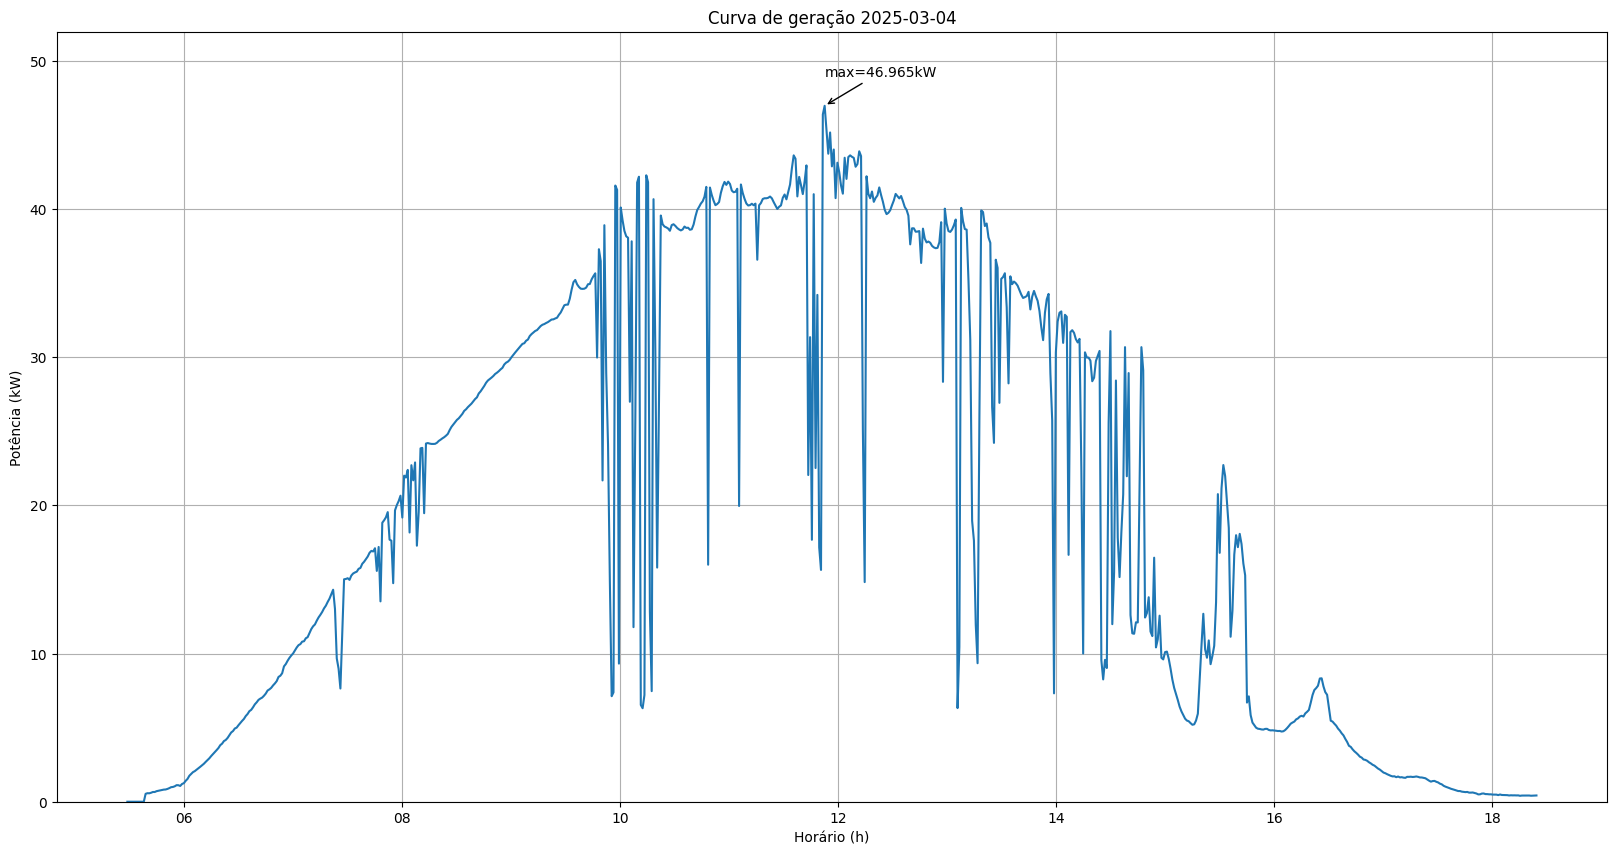 Curva de geração 2025-03-04
max=46.965kW
50
40
30
20
10
0
Potência (kW)
06 08 10 12 14 16 18
Horário (h)